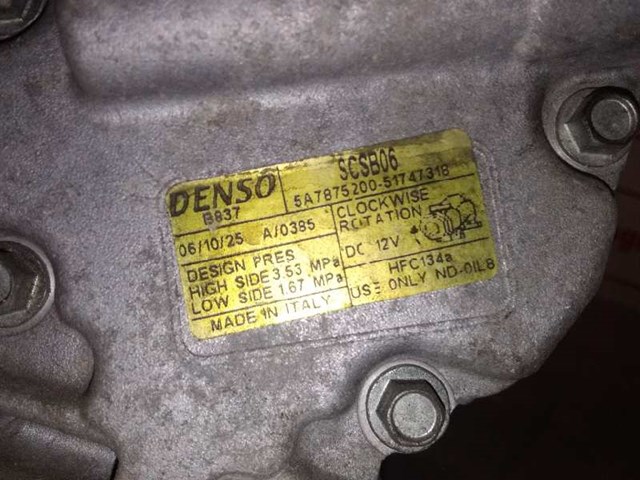 DENSO
SCSB06
B837
5A7875200-51747318
06/10/25 A/0385
CLOCKWISE
ROTATION
DESIGN PRES
HIGH SIDE 3.53 MPa
LOW SIDE 1.67 MPa
DC 12V
HFC134a
MADE IN ITALY
USE ONLY ND-OIL8